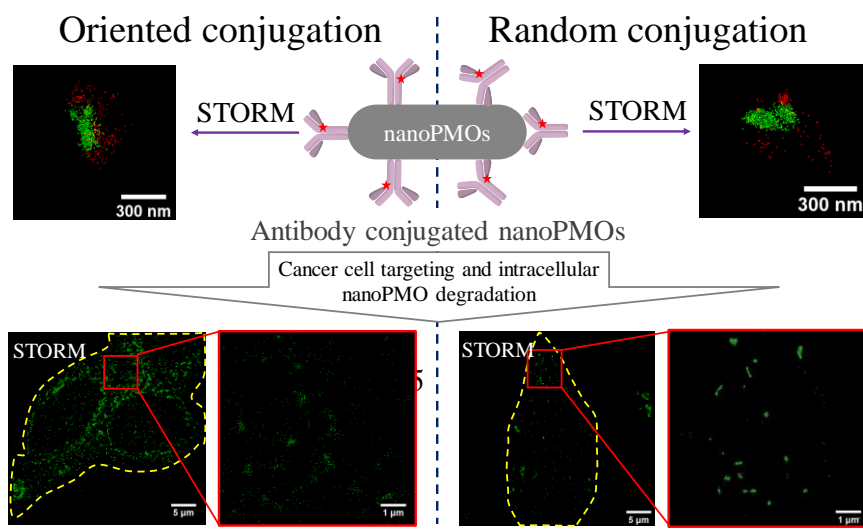 Oriented conjugation
Random conjugation
STORM
STORM
nanoPMOs
300 nm
300 nm
Antibody conjugated nanoPMOs
Cancer cell targeting and intracellular
nanoPMO degradation
STORM
STORM
5
5 µm
1 µm
5 µm
1 µm